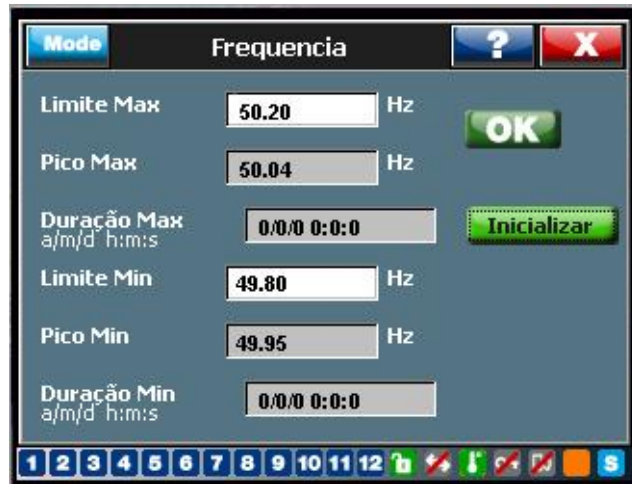 Mode Frequencia ? X
Limite Max 50.20 Hz
OK
Pico Max 50.04 Hz
Duração Max 0/0/0 0:0:0 Inicializar
a/m/d h:m:s
Limite Min 49.80 Hz
Pico Min 49.95 Hz
Duração Min 0/0/0 0:0:0
a/m/d h:m:s
1 2 3 4 5 6 7 8 9 10 11 12 S